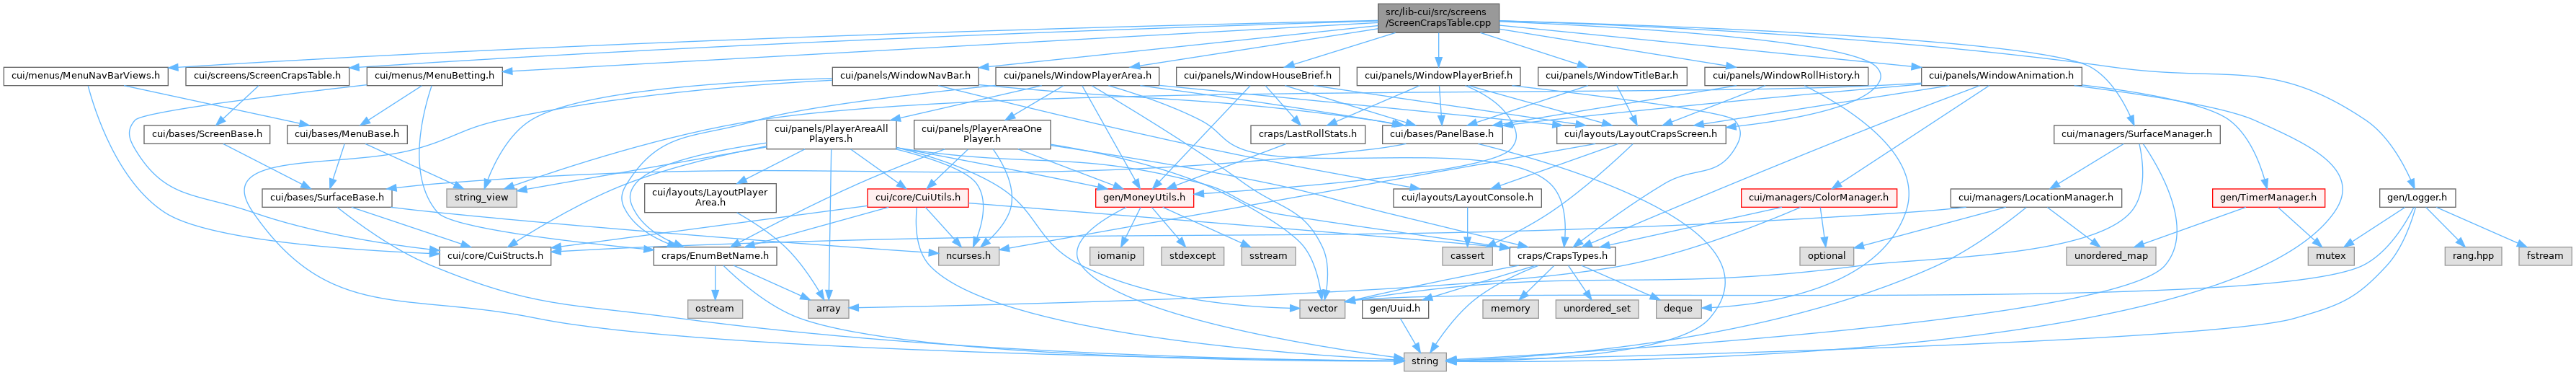 src/lib-cui/src/screens
/ScreenCrapsTable.cpp
cui/menus/MenuNavBarViews.h
cui/screens/ScreenCrapsTable.h
cui/menus/MenuBetting.h
cui/panels/WindowNavBar.h
cui/panels/WindowPlayerArea.h
cui/panels/WindowHouseBrief.h
cui/panels/WindowPlayerBrief.h
cui/panels/WindowTitleBar.h
cui/panels/WindowRollHistory.h
cui/panels/WindowAnimation.h
cui/bases/ScreenBase.h
cui/bases/MenuBase.h
cui/panels/PlayerAreaAll
Players.h
cui/panels/PlayerAreaOne
Player.h
craps/LastRollStats.h
cui/bases/PanelBase.h
cui/layouts/LayoutCrapsScreen.h
cui/managers/SurfaceManager.h
cui/bases/SurfaceBase.h
string_view
cui/layouts/LayoutPlayer
Area.h
cui/core/CuiUtils.h
gen/MoneyUtils.h
cui/layouts/LayoutConsole.h
cui/managers/ColorManager.h
cui/managers/LocationManager.h
gen/TimerManager.h
gen/Logger.h
cui/core/CuiStructs.h
craps/EnumBetName.h
ncurses.h
iomanip
stdexcept
sstream
cassert
craps/CrapsTypes.h
optional
unordered_map
mutex
rang.hpp
fstream
ostream
array
vector
gen/Uuid.h
memory
unordered_set
deque
string